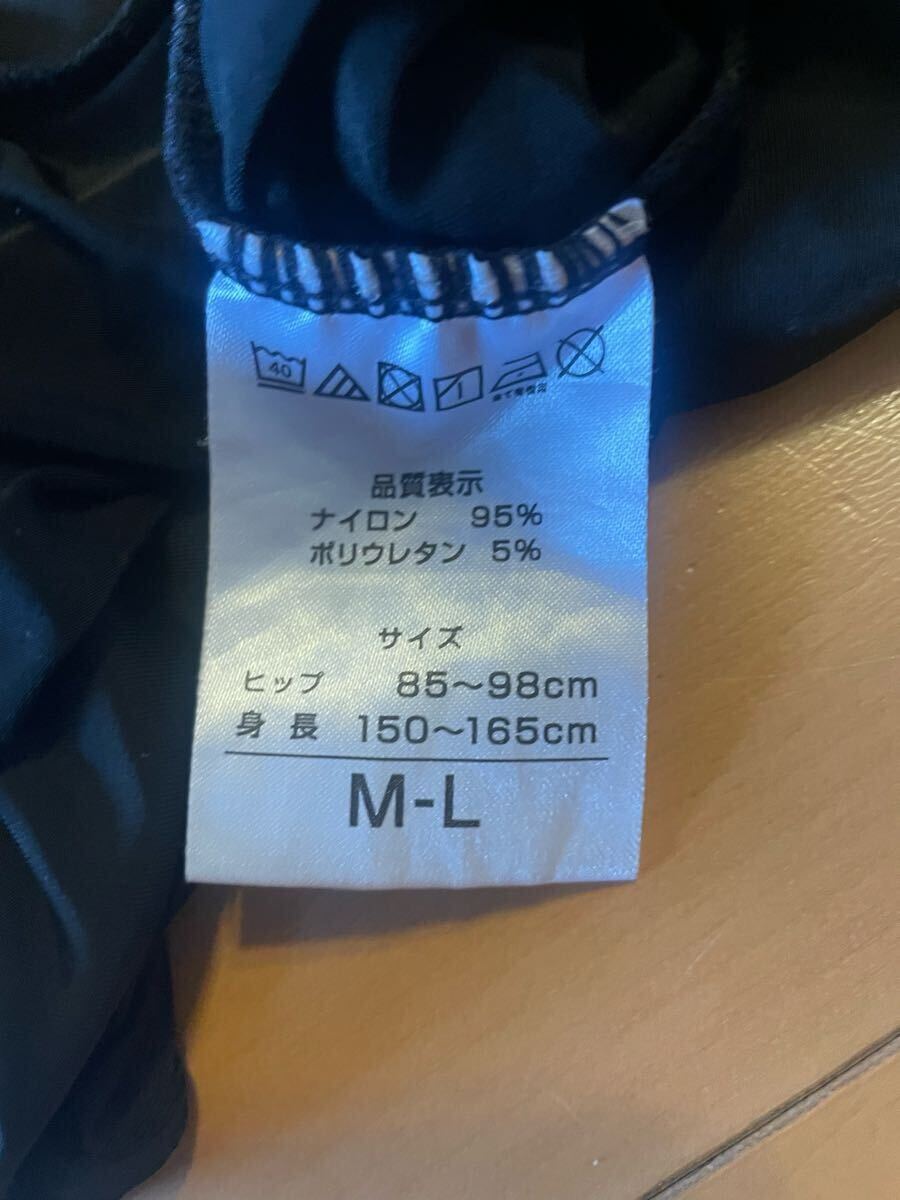 40
品質表示
ナイロン 95%
ポリウレタン 5%
サイズ
ヒップ 85～98cm
身長 150～165cm
M-L